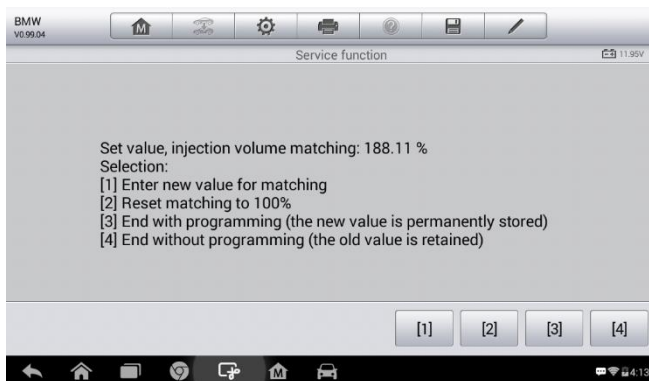 BMW
V0.99.04
M
Service function
11.95V
Set value, injection volume matching: 188.11 %
Selection:
[1] Enter new value for matching
[2] Reset matching to 100%
[3] End with programming (the new value is permanently stored)
[4] End without programming (the old value is retained)
[1] [2] [3] [4]
M
4:13